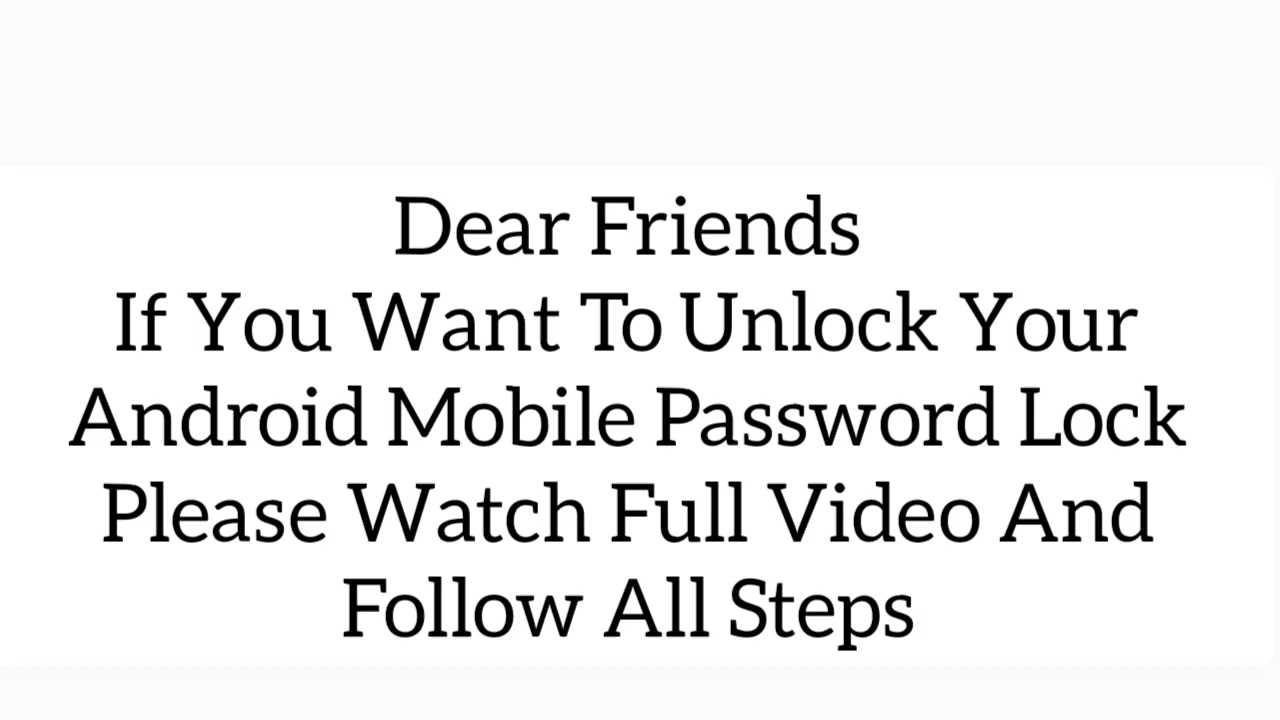 Dear Friends
If You Want To Unlock Your
Android Mobile Password Lock
Please Watch Full Video And
Follow All Steps